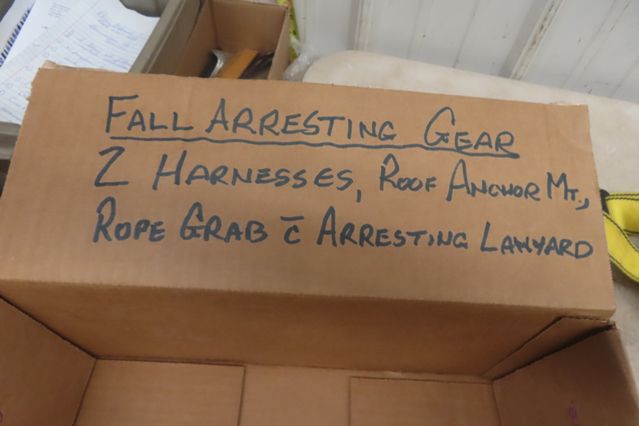 FALL ARRESTING GEAR
2 HARNESSES, ROOF ANCHOR MT.,
ROPE GRAB c̄ ARRESTING LANYARD